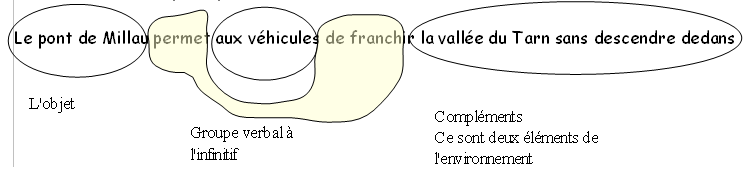 Le pont de Millau permet aux véhicules de franchir la vallée du Tarn sans descendre dedans
L'objet
Groupe verbal à
l'infinitif
Compléments
Ce sont deux éléments de
l'environnement